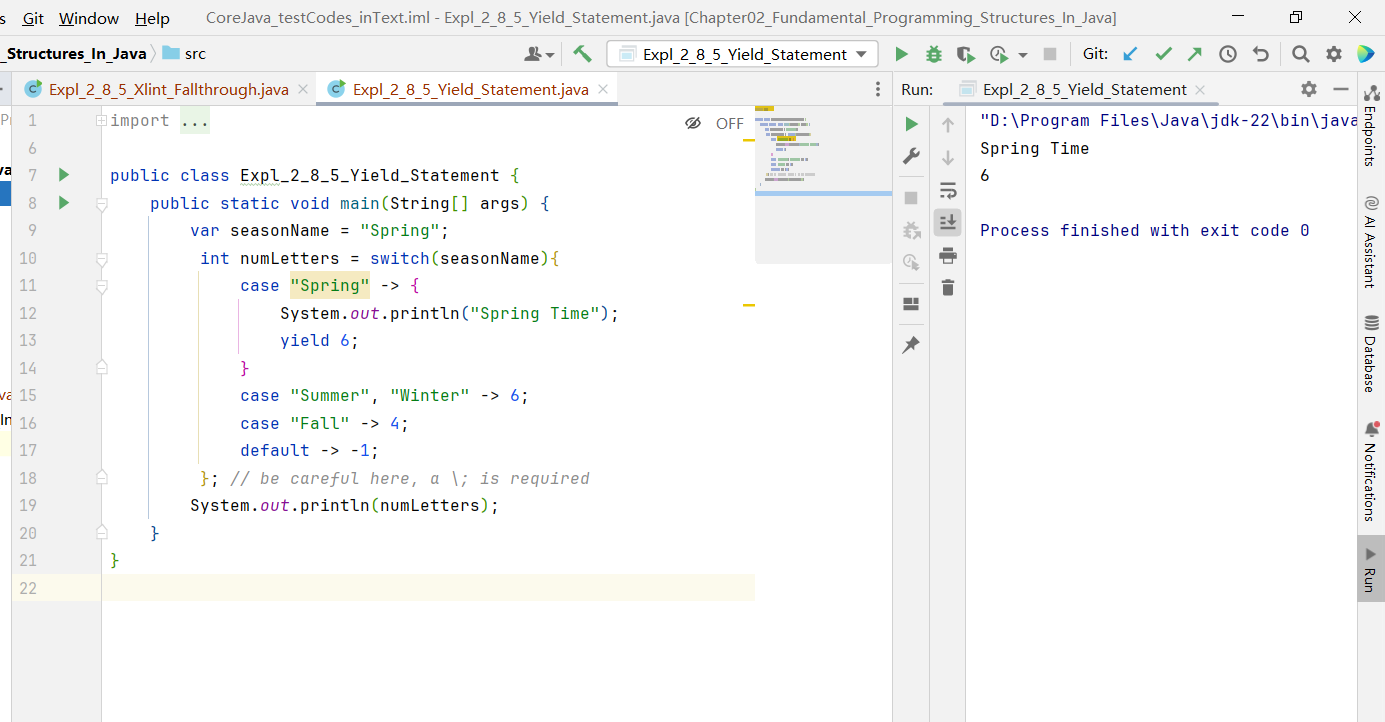 s Git Window Help CoreJava_testCodes_inText.iml - Expl_2_8_5_Yield_Statement.java [Chapter02_Fundamental_Programming_Structures_In_Java]
_Structures_In_Java src Expl_2_8_5_Yield_Statement Git:
Expl_2_8_5_Xlint_Fallthrough.java Expl_2_8_5_Yield_Statement.java Run: Expl_2_8_5_Yield_Statement
1 import ... OFF
6
7 public class Expl_2_8_5_Yield_Statement {
8 public static void main(String[] args) {
9 var seasonName = "Spring";
10 int numLetters = switch(seasonName){
11 case "Spring" -> {
12 System.out.println("Spring Time");
13 yield 6;
14 }
15 case "Summer", "Winter" -> 6;
16 case "Fall" -> 4;
17 default -> -1;
18 }; // be careful here, a \; is required
19 System.out.println(numLetters);
20 }
21 }
22
"D:\Program Files\Java\jdk-22\bin\java
Spring Time
6
Process finished with exit code 0
Endpoints
AI Assistant
Database
Notifications
Run